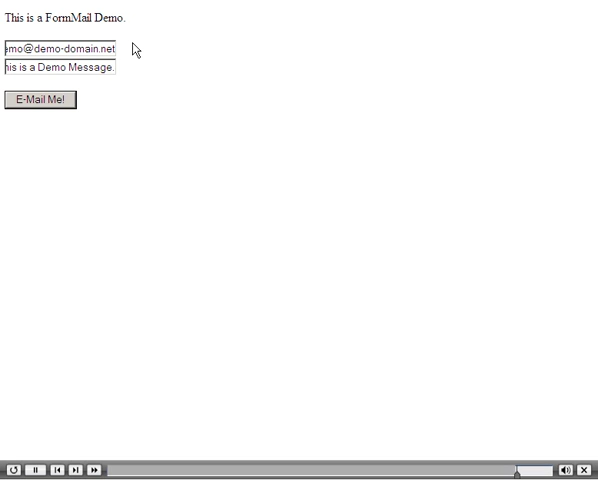 This is a FormMail Demo.
emo@demo-domain.net
his is a Demo Message.
E-Mail Me!